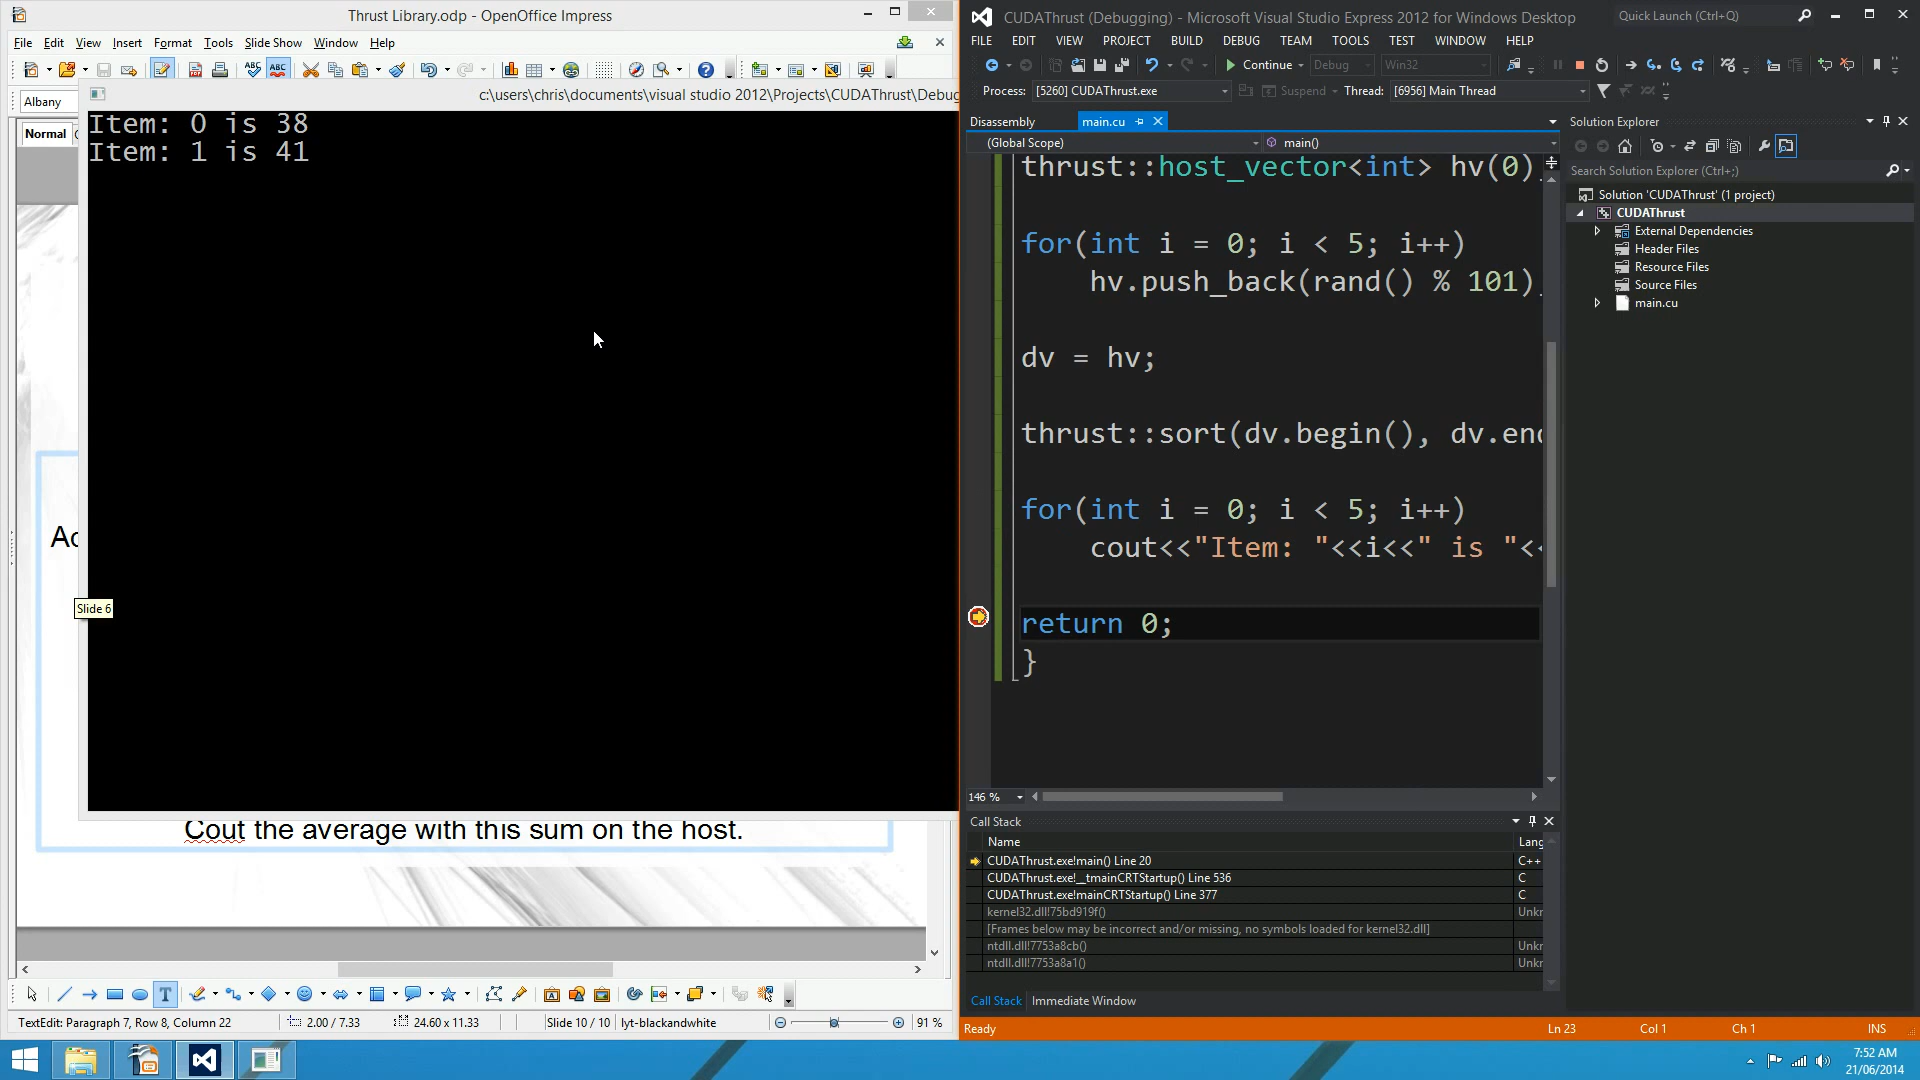 Thrust Library.odp - OpenOffice Impress
File Edit View Insert Format Tools Slide Show Window Help
Albany
c:\users\chris\documents\visual studio 2012\Projects\CUDAThrust\Debug
Normal
Item: 0 is 38
Item: 1 is 41
Ac
Slide 6
Cout the average with this sum on the host.
TextEdit: Paragraph 7, Row 8, Column 22
2.00 / 7.33
24.60 x 11.33
Slide 10 / 10
lyt-blackandwhite
91 %
CUDAThrust (Debugging) - Microsoft Visual Studio Express 2012 for Windows Desktop
Quick Launch (Ctrl+Q)
FILE EDIT VIEW PROJECT BUILD DEBUG TEAM TOOLS TEST WINDOW HELP
Continue Debug Win32
Process: [5260] CUDAThrust.exe Suspend Thread: [6956] Main Thread
Disassembly main.cu
(Global Scope) main()
thrust::host_vector<int> hv(0)
for(int i = 0; i < 5; i++)
hv.push_back(rand() % 101)
dv = hv;
thrust::sort(dv.begin(), dv.end
for(int i = 0; i < 5; i++)
cout<<"Item: "<<i<<" is "<<
return 0;
}
146 %
Call Stack
Name Lang
CUDAThrust.exe!main() Line 20 C++
CUDAThrust.exe!__tmainCRTStartup() Line 536 C
CUDAThrust.exe!mainCRTStartup() Line 377 C
kernel32.dll!75bd919f() Unkn
[Frames below may be incorrect and/or missing, no symbols loaded for kernel32.dll]
ntdll.dll!7753a8cb() Unkn
ntdll.dll!7753a8a1() Unkn
Call Stack Immediate Window
Ready Ln 23 Col 1 Ch 1 INS
Solution Explorer
Search Solution Explorer (Ctrl+;)
Solution 'CUDAThrust' (1 project)
CUDAThrust
External Dependencies
Header Files
Resource Files
Source Files
main.cu
7:52 AM
21/06/2014